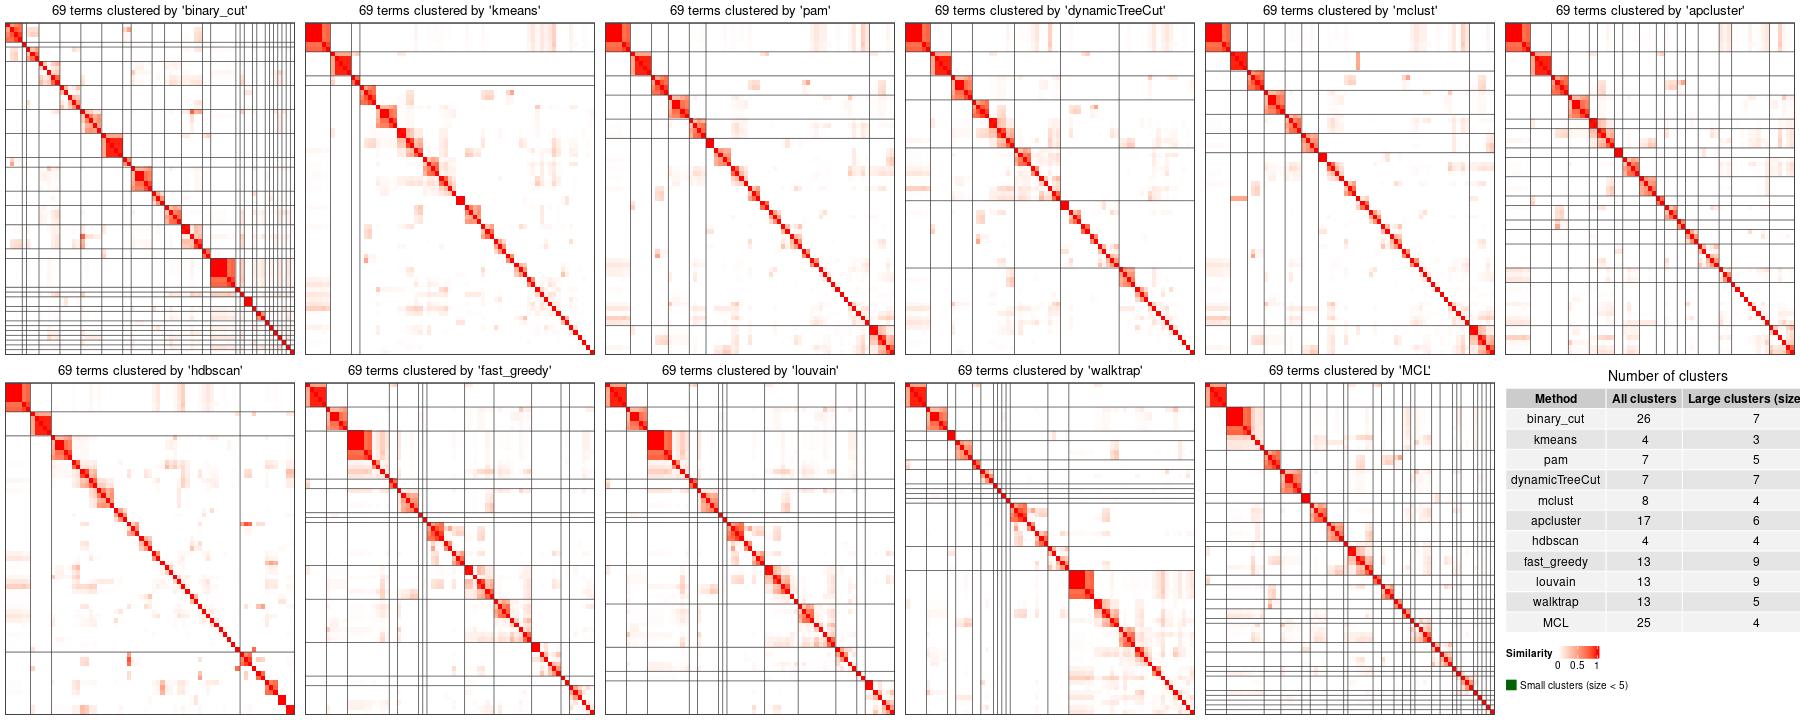 69 terms clustered by 'binary_cut'
69 terms clustered by 'kmeans'
69 terms clustered by 'pam'
69 terms clustered by 'dynamicTreeCut'
69 terms clustered by 'mclust'
69 terms clustered by 'apcluster'
69 terms clustered by 'hdbscan'
69 terms clustered by 'fast_greedy'
69 terms clustered by 'louvain'
69 terms clustered by 'walktrap'
69 terms clustered by 'MCL'
Number of clusters
Method All clusters Large clusters (size
binary_cut 26 7
kmeans 4 3
pam 7 5
dynamicTreeCut 7 7
mclust 8 4
apcluster 17 6
hdbscan 4 4
fast_greedy 13 9
louvain 13 9
walktrap 13 5
MCL 25 4
Similarity
0 0.5 1
Small clusters (size < 5)